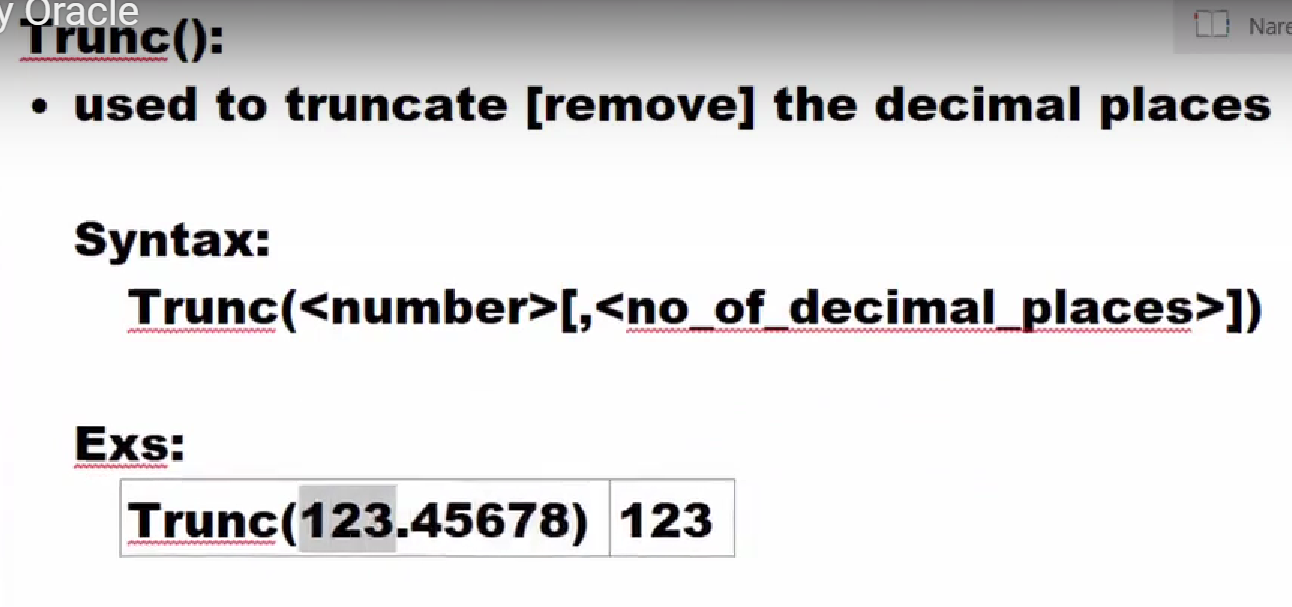 y Oracle
Nare
Trunc():
• used to truncate [remove] the decimal places
Syntax:
Trunc(<number>[,<no_of_decimal_places>])
Exs:
Trunc(123.45678) 123